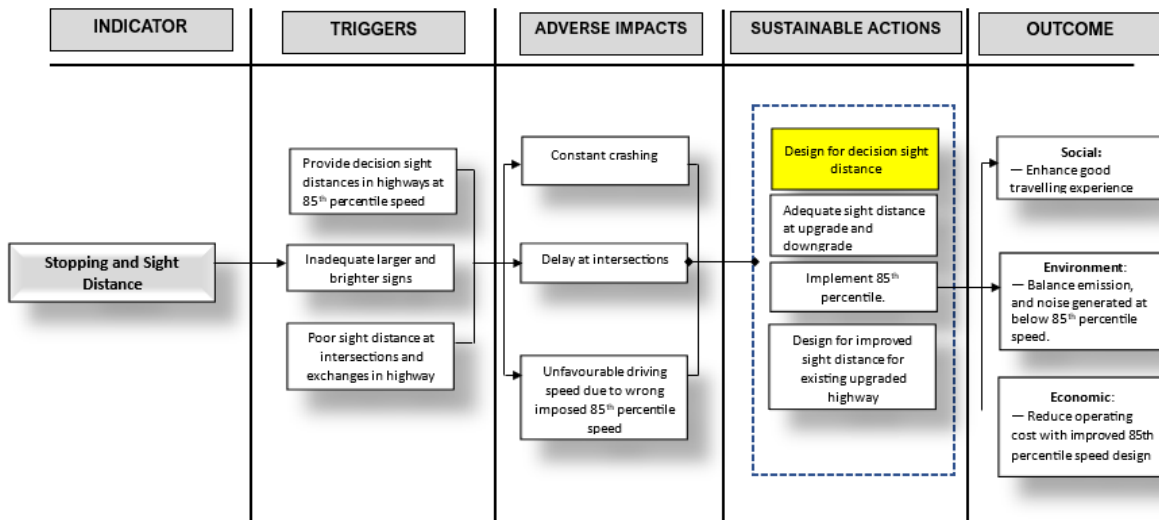 INDICATOR
TRIGGERS
ADVERSE IMPACTS
SUSTAINABLE ACTIONS
OUTCOME
Stopping and Sight
Distance
Provide decision sight
distances in highways at
85th percentile speed
Inadequate larger and
brighter signs
Poor sight distance at
intersections and
exchanges in highway
Constant crashing
Delay at intersections
Unfavourable driving
speed due to wrong
imposed 85th percentile
speed
Design for decision sight
distance
Adequate sight distance
at upgrade and
downgrade
Implement 85th
percentile.
Design for improved
sight distance for
existing upgraded
highway
Social:
— Enhance good
travelling experience
Environment:
— Balance emission,
and noise generated at
below 85th percentile
speed.
Economic:
— Reduce operating
cost with improved 85th
percentile speed design